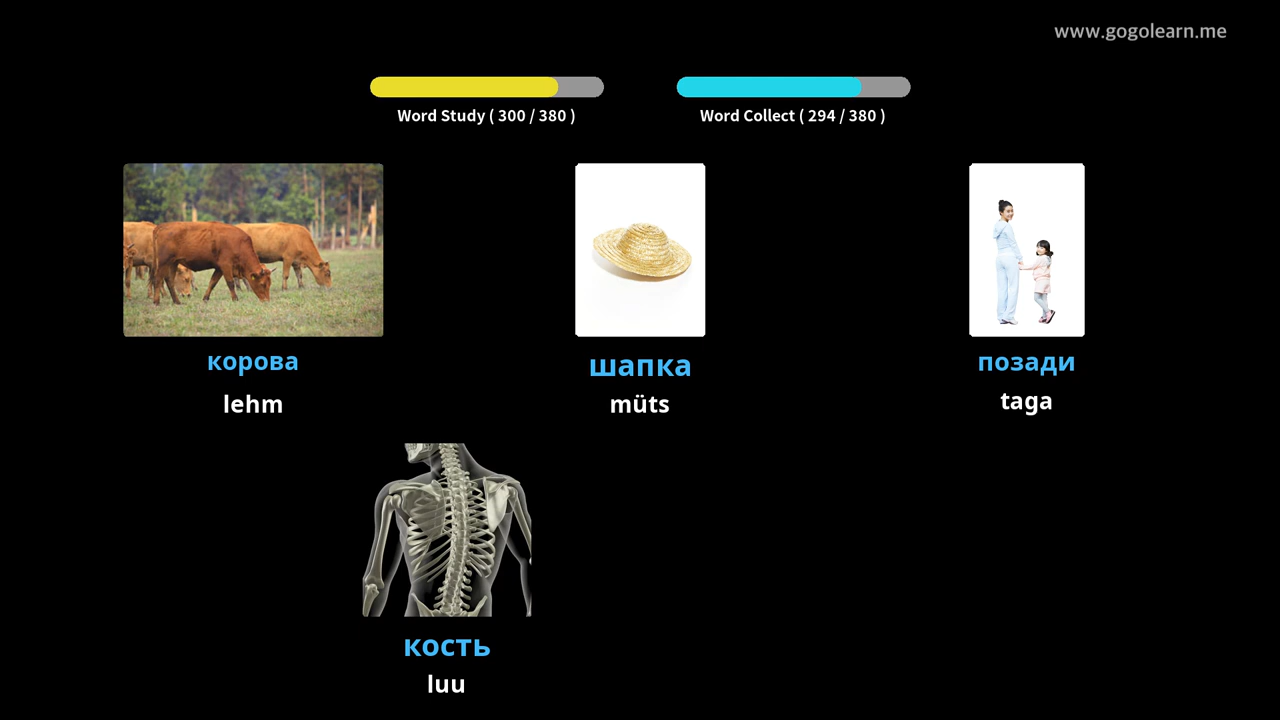 www.gogolearn.me
Word Study ( 300 / 380 )
Word Collect ( 294 / 380 )
корова
lehm
шапка
müts
позади
taga
кость
luu